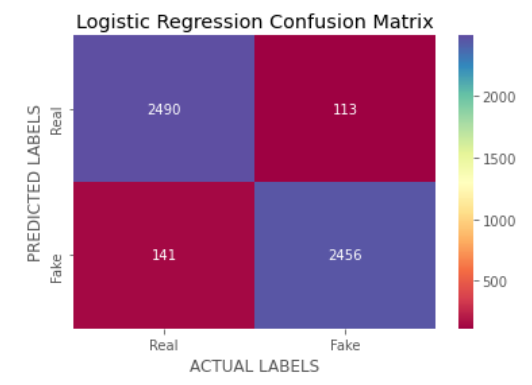 Logistic Regression Confusion Matrix
PREDICTED LABELS
Real
2490
113
Fake
141
2456
Real
Fake
ACTUAL LABELS
2000
1500
1000
500